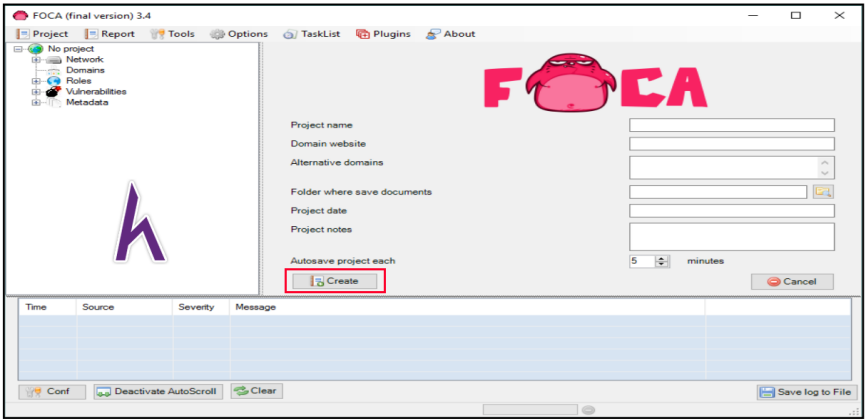 FOCA (final version) 3.4
Project Report Tools Options TaskList Plugins About
No project
Network
Domains
Roles
Vulnerabilities
Metadata
FOCA
Project name
Domain website
Alternative domains
Folder where save documents
Project date
Project notes
Autosave project each 5 minutes
Create Cancel
Time Source Severity Message
Conf Deactivate AutoScroll Clear Save log to File